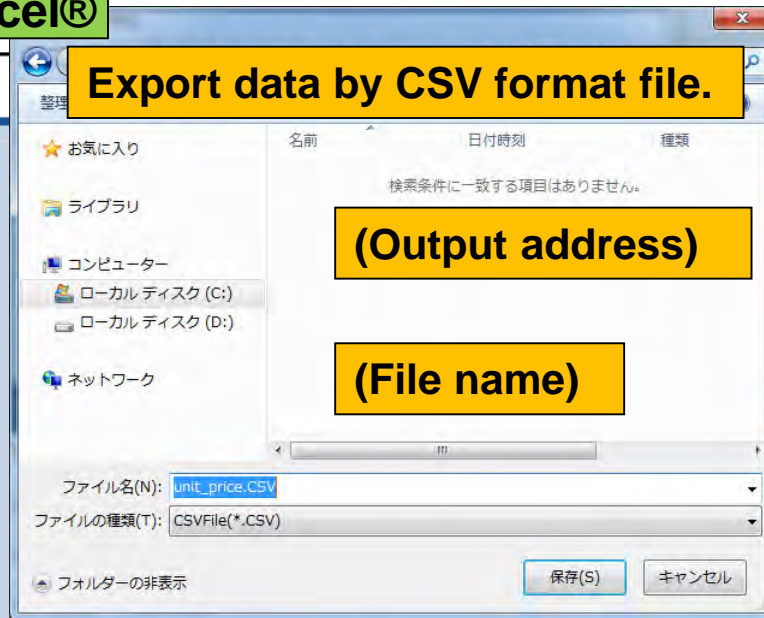 cel®
Export data by CSV format file.
整理
お気に入り
ライブラリ
コンピューター
ローカル ディスク (C:)
ローカル ディスク (D:)
ネットワーク
名前 日付時刻 種類
検索条件に一致する項目はありません。
(Output address)
(File name)
ファイル名(N): unit_price.CSV
ファイルの種類(T): CSVFile(*.CSV)
フォルダーの非表示
保存(S) キャンセル